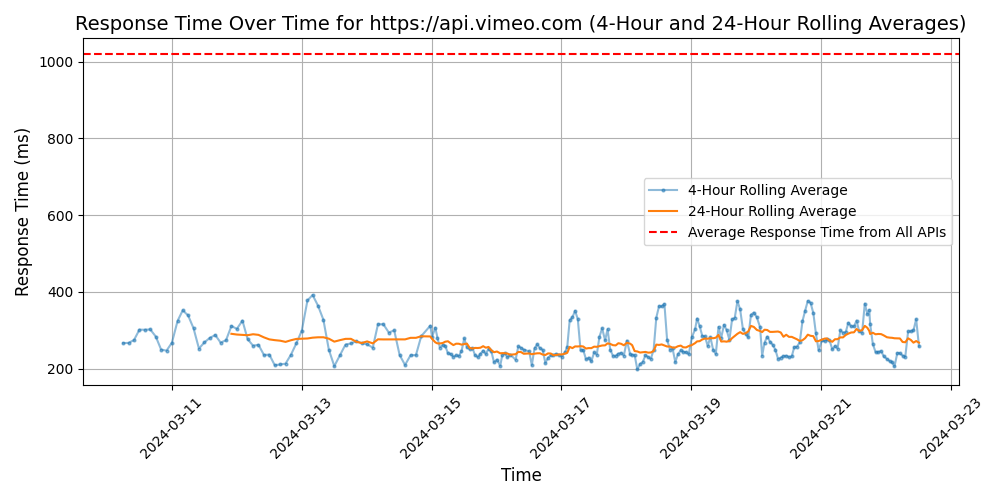 Response Time Over Time for https://api.vimeo.com (4-Hour and 24-Hour Rolling Averages)
Response Time (ms)
1000
800
600
400
200
4-Hour Rolling Average
24-Hour Rolling Average
Average Response Time from All APIs
2024-03-11
2024-03-13
2024-03-15
2024-03-17
2024-03-19
2024-03-21
2024-03-23
Time